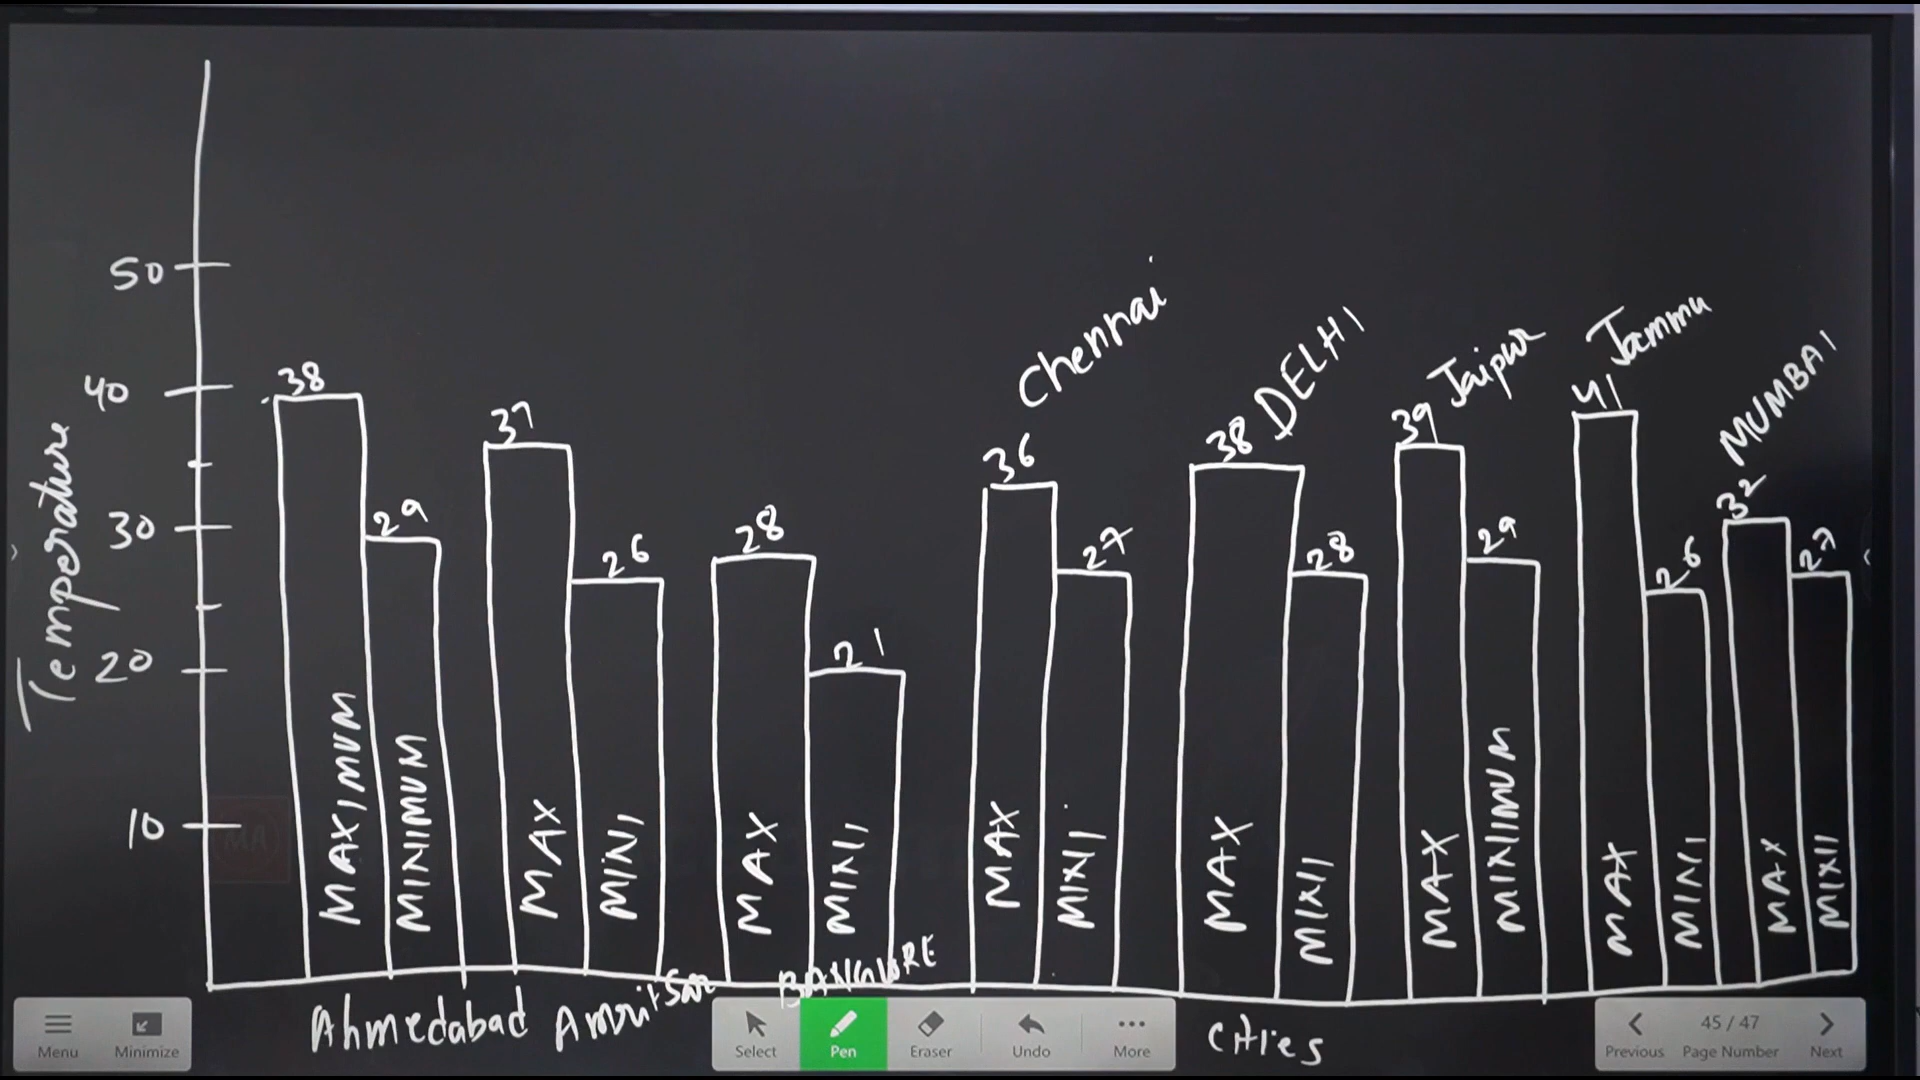 50
40
30
20
10
Temperature
38
29
37
26
28
21
36
27
Chennai
38
28
DELHI
39
29
Jaipur
41
26
Jammu
32
27
MUMBAI
MAXIMUM
MINIMUM
MAX
MINI
MAX
MINI
MAX
MINI
MAX
MINI
MAX
MINIMUM
MAX
MINI
MAX
MINI
Ahmedabad
Amritsar
BANGLORE
Cities
MA
Menu
Minimize
Select
Pen
Eraser
Undo
More
Previous
45 / 47
Page Number
Next